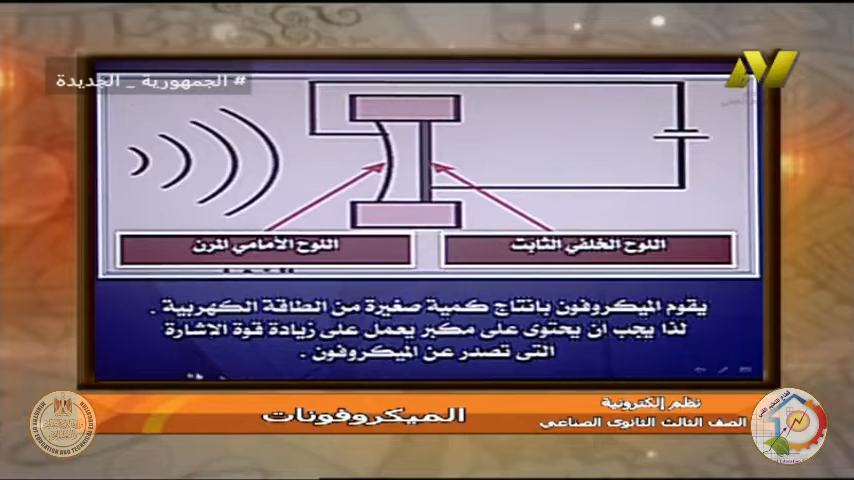 # الجمهورية _ الجديدة
اللوح الخلفي الثابت
اللوح الأمامي المرن
يقوم الميكروفون بانتاج كمية صغيرة من الطاقة الكهربية .
لذا يجب ان يحتوى على مكبر يعمل على زيادة قوة الاشارة
التى تصدر عن الميكروفون .
نظم إلكترونية
الصف الثالث الثانوى الصناعي
الميكروفونات